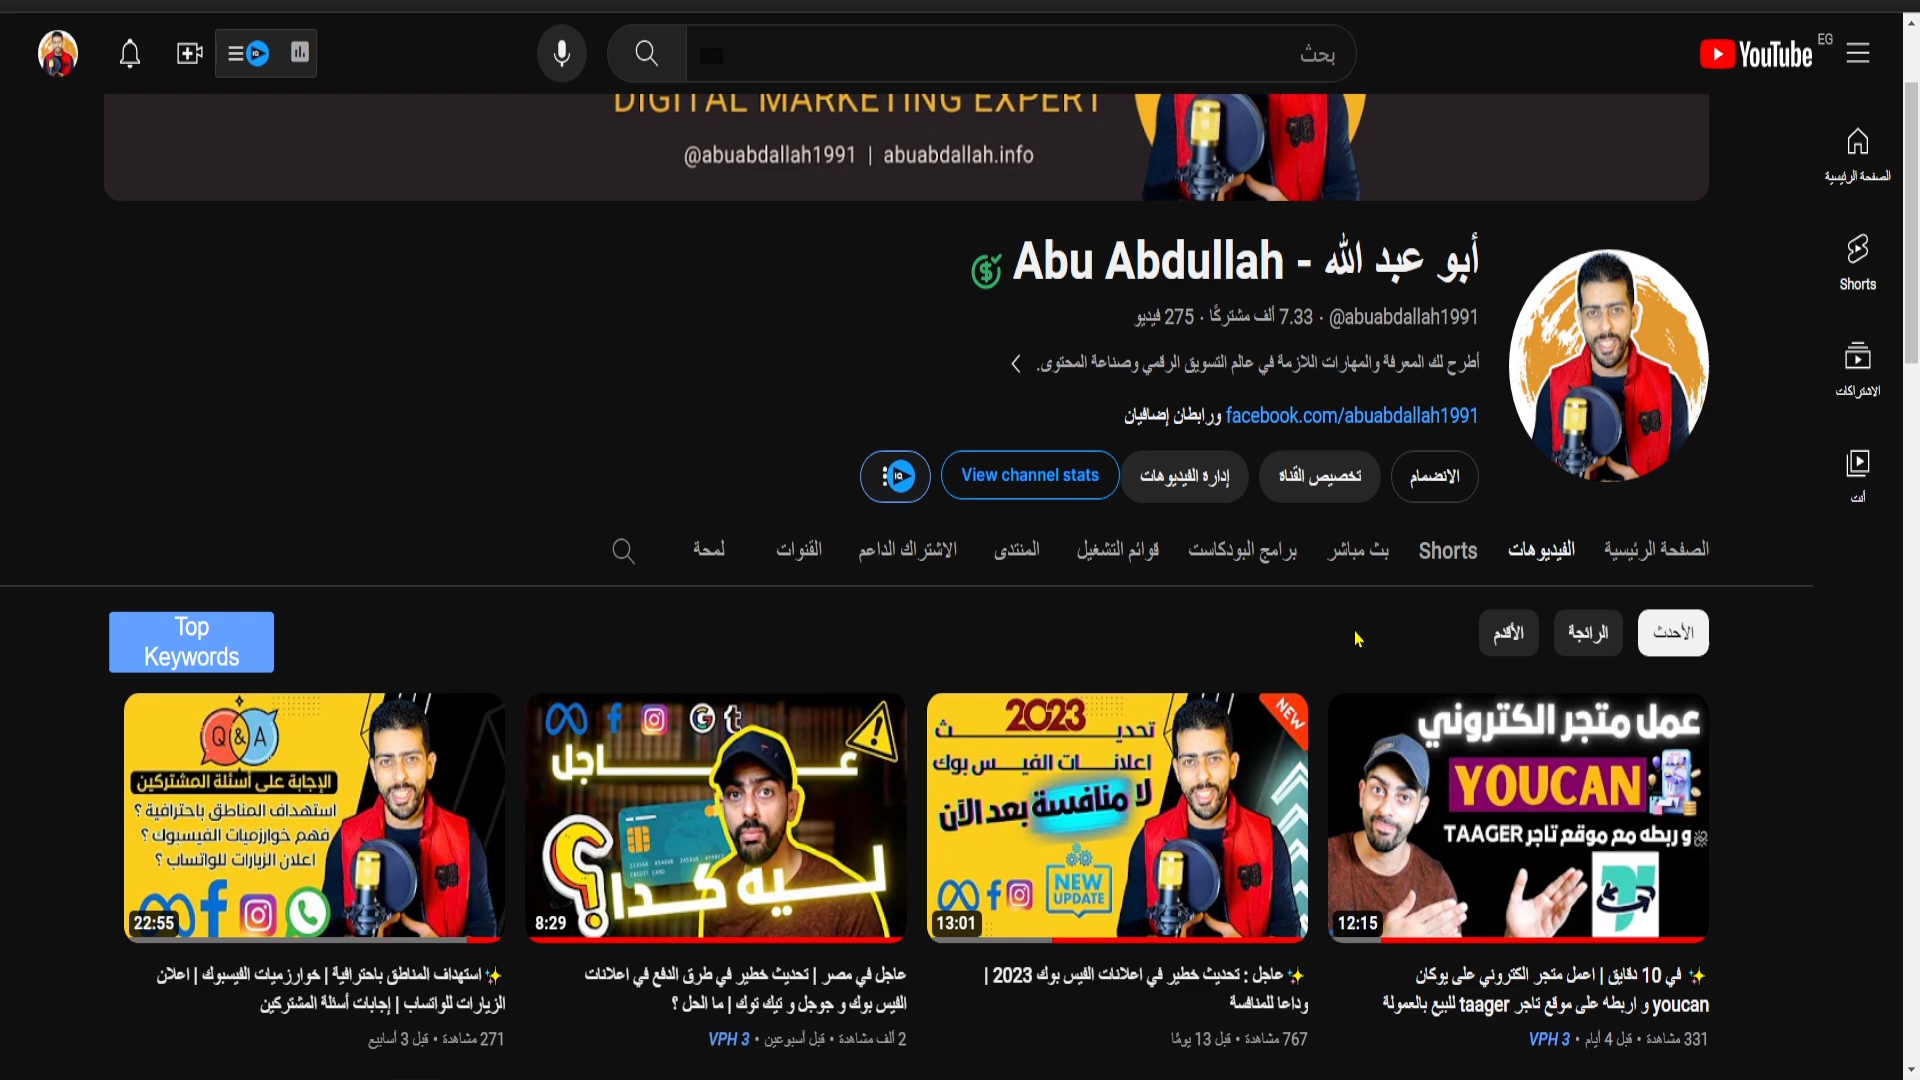 YouTube EG
بحث
DIGITAL MARKETING EXPERT
@abuabdallah1991 | abuabdallah.info
الصفحة الرئيسية
Shorts
الاشتراكات
أنت
أبو عبد الله - Abu Abdullah
@abuabdallah1991 · 7.33 ألف مشتركًا · 275 فيديو
أطرح لك المعرفة والمهارات اللازمة في عالم التسويق الرقمي وصناعة المحتوى.
facebook.com/abuabdallah1991 ورابطان إضافيان
الانضمام
تخصيص القناة
إدارة الفيديوهات
View channel stats
IQ
الصفحة الرئيسية
الفيديوهات
Shorts
بث مباشر
برامج البودكاست
قوائم التشغيل
المنتدى
الاشتراك الداعم
القنوات
لمحة
الأحدث
الرائجة
الأقدم
Top
Keywords
عمل متجر الكتروني
YOUCAN
و ربطه مع موقع تاجر TAAGER
12:15
في 10 دقايق | اعمل متجر الكتروني على يوكان
youcan و اربطه على موقع تاجر taager للبيع بالعمولة
331 مشاهدة • قبل 4 أيام • VPH 3
NEW
2023
تحديــــــث
اعلانــات الفيــس بوك
لا منافسة بعد الآن
NEW
UPDATE
13:01
عاجل : تحديث خطير في اعلانات الفيس بوك 2023 |
وداعا للمنافسة
767 مشاهدة • قبل 13 يومًا
عــــاجل
لـــيه كـــدا
8:29
عاجل في مصر | تحديث خطير في طرق الدفع في اعلانات
الفيس بوك و جوجل و تيك توك | ما الحل ؟
2 ألف مشاهدة • قبل أسبوعين • VPH 3
Q & A
الإجابة على أسئلة المشتركين
استهداف المناطق باحترافية ؟
فهم خوارزميات الفيسبوك ؟
اعلان الزيارات للواتساب ؟
22:55
استهداف المناطق باحترافية | خوارزميات الفيسبوك | اعلان
الزيارات للواتساب | إجابات أسئلة المشتركين
271 مشاهدة • قبل 3 أسابيع